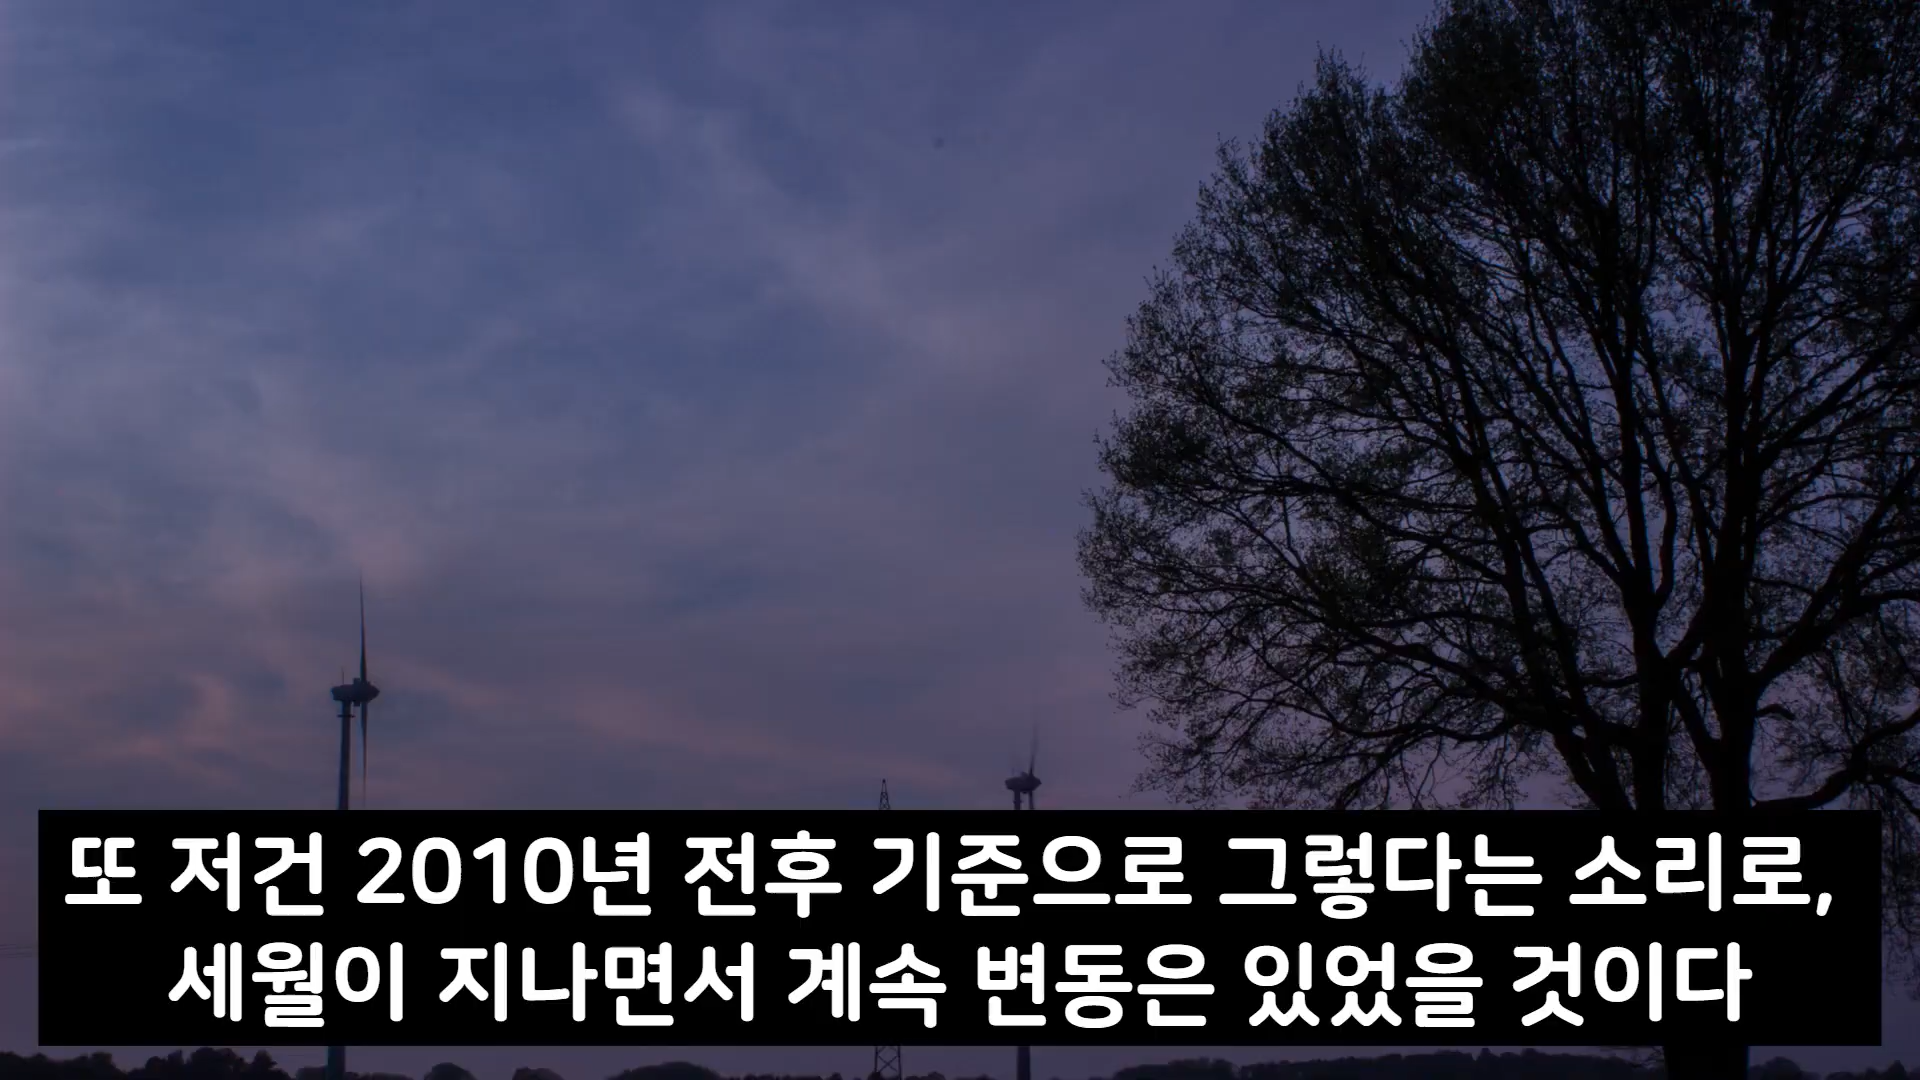 또 저건 2010년 전후 기준으로 그렇다는 소리로,
세월이 지나면서 계속 변동은 있었을 것이다